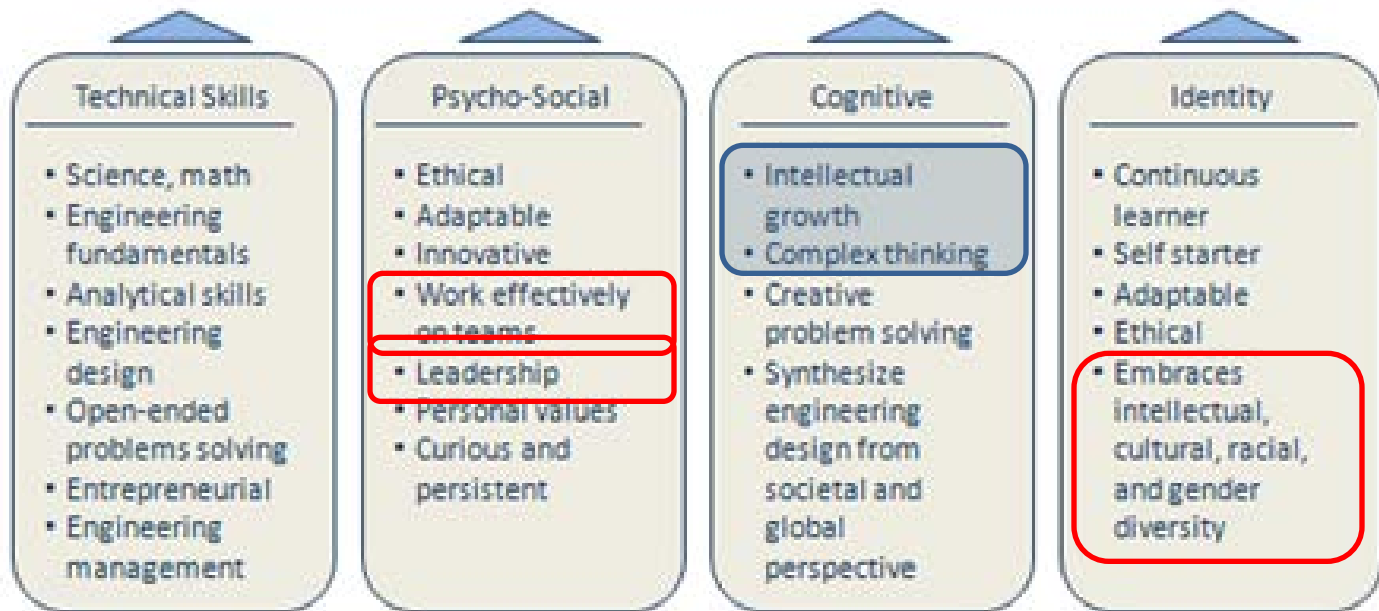 Technical Skills
▪ Science, math
▪ Engineering
fundamentals
▪ Analytical skills
▪ Engineering
design
▪ Open-ended
problems solving
▪ Entrepreneurial
▪ Engineering
management
Psycho-Social
▪ Ethical
▪ Adaptable
▪ Innovative
▪ Work effectively
on teams
▪ Leadership
▪ Personal values
▪ Curious and
persistent
Cognitive
▪ Intellectual
growth
▪ Complex thinking
▪ Creative
problem solving
▪ Synthesize
engineering
design from
societal and
global
perspective
Identity
▪ Continuous
learner
▪ Self starter
▪ Adaptable
▪ Ethical
▪ Embraces
intellectual,
cultural, racial,
and gender
diversity